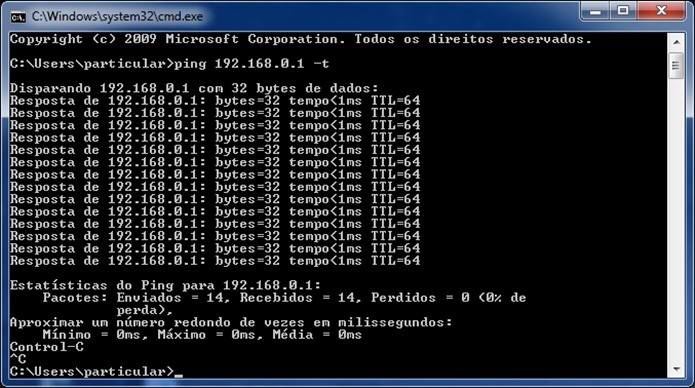 C:\Windows\system32\cmd.exe
Copyright (c) 2009 Microsoft Corporation. Todos os direitos reservados.
C:\Users\particular>ping 192.168.0.1 -t
Disparando 192.168.0.1 com 32 bytes de dados:
Resposta de 192.168.0.1: bytes=32 tempo<1ms TTL=64
Resposta de 192.168.0.1: bytes=32 tempo<1ms TTL=64
Resposta de 192.168.0.1: bytes=32 tempo<1ms TTL=64
Resposta de 192.168.0.1: bytes=32 tempo<1ms TTL=64
Resposta de 192.168.0.1: bytes=32 tempo<1ms TTL=64
Resposta de 192.168.0.1: bytes=32 tempo<1ms TTL=64
Resposta de 192.168.0.1: bytes=32 tempo<1ms TTL=64
Resposta de 192.168.0.1: bytes=32 tempo<1ms TTL=64
Resposta de 192.168.0.1: bytes=32 tempo<1ms TTL=64
Resposta de 192.168.0.1: bytes=32 tempo<1ms TTL=64
Resposta de 192.168.0.1: bytes=32 tempo<1ms TTL=64
Resposta de 192.168.0.1: bytes=32 tempo<1ms TTL=64
Resposta de 192.168.0.1: bytes=32 tempo<1ms TTL=64
Resposta de 192.168.0.1: bytes=32 tempo<1ms TTL=64
Estatísticas do Ping para 192.168.0.1:
Pacotes: Enviados = 14, Recebidos = 14, Perdidos = 0 (0% de
perda),
Aproximar um número redondo de vezes em milissegundos:
Mínimo = 0ms, Máximo = 0ms, Média = 0ms
Control-C
^C
C:\Users\particular>_